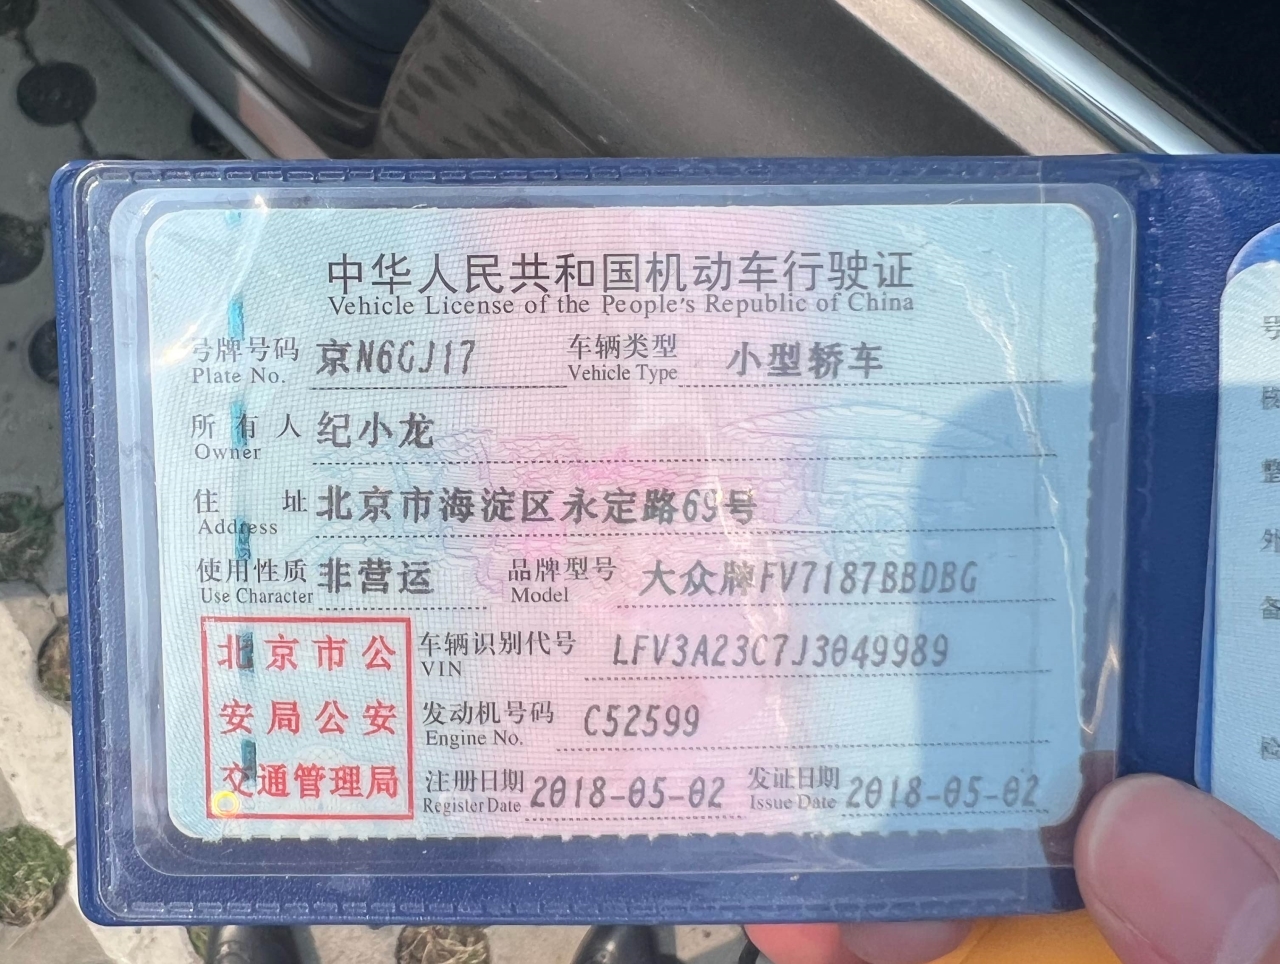 中华人民共和国机动车行驶证
Vehicle License of the People's Republic of China
号牌号码 京N6GJ17 车辆类型 小型轿车
Plate No. Vehicle Type
所有人 纪小龙
Owner
住址 北京市海淀区永定路69号
Address
使用性质 非营运 品牌型号 大众牌FV7187BBDBG
Use Character Model
北京市公
安局公安
交通管理局
车辆识别代号 LFV3A23C7J3049989
VIN
发动机号码 C52599
Engine No.
注册日期 2018-05-02 发证日期 2018-05-02
Register Date Issue Date
号
整
外